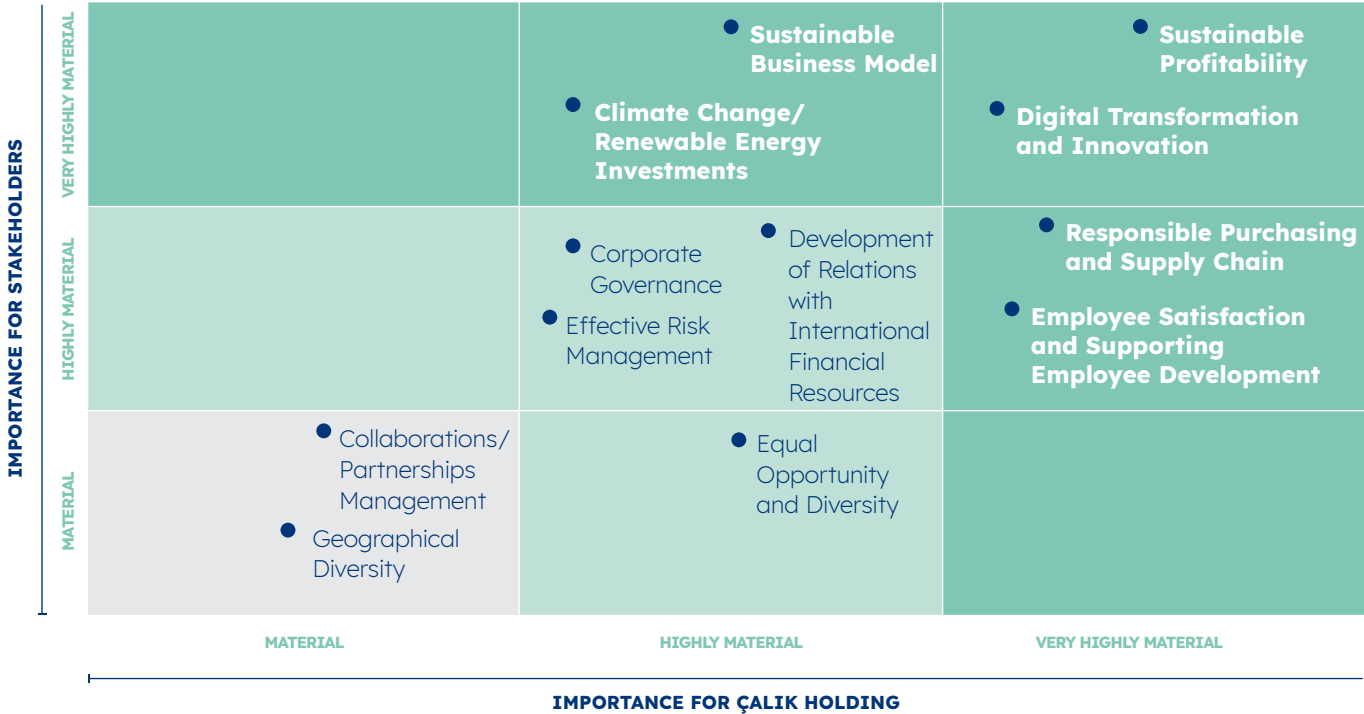 IMPORTANCE FOR STAKEHOLDERS
VERY HIGHLY MATERIAL
HIGHLY MATERIAL
MATERIAL
Sustainable
Business Model
Climate Change/
Renewable Energy
Investments
Sustainable
Profitability
Digital Transformation
and Innovation
Corporate
Governance
Effective Risk
Management
Development
of Relations
with
International
Financial
Resources
Responsible Purchasing
and Supply Chain
Employee Satisfaction
and Supporting
Employee Development
Collaborations/
Partnerships
Management
Geographical
Diversity
Equal
Opportunity
and Diversity
MATERIAL
HIGHLY MATERIAL
VERY HIGHLY MATERIAL
IMPORTANCE FOR ÇALIK HOLDING